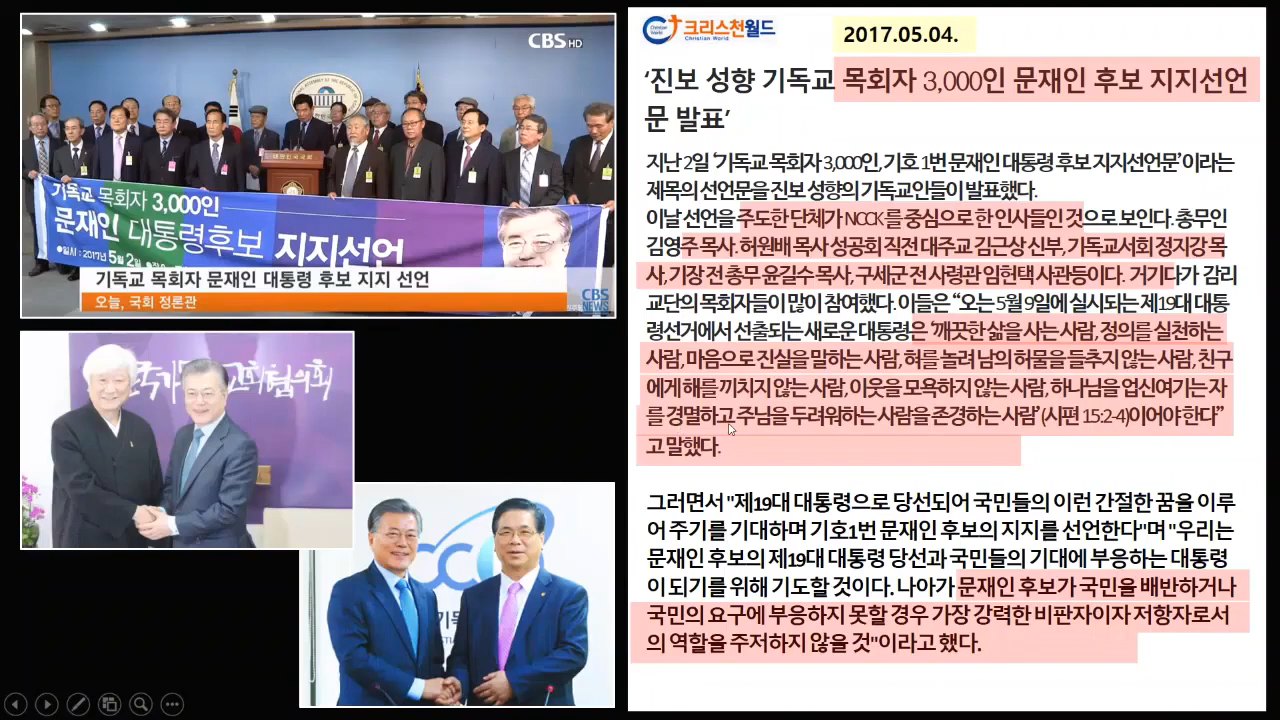 CBS HD
기독교 목회자 3,000인
문재인 대통령후보 지지선언
●일시 : 2017년 5월 2일
대한민국국회
기독교 목회자 문재인 대통령 후보 지지 선언
오늘, 국회 정론관
CBS
NEWS
크리스천월드
Christian World
2017.05.04.
‘진보 성향 기독교 목회자 3,000인 문재인 후보 지지선언
문 발표’
지난 2일 ‘기독교 목회자 3,000인, 기호 1번 문재인 대통령 후보 지지선언문’이라는
제목의 선언문을 진보 성향의 기독교인들이 발표했다.
이날 선언을 주도한 단체가 NCCK를 중심으로 한 인사들인 것으로 보인다. 총무인
김영주 목사. 허원배 목사 성공회 직전 대주교 김근상 신부, 기독교서회 정지강 목
사, 기장 전 총무 윤길수 목사, 구세군 전 사령관 임헌택 사관들이다. 거기다가 감리
교단의 목회자들이 많이 참여했다. 이들은 “오는 5월 9일에 실시되는 제19대 대통
령선거에서 선출되는 새로운 대통령은 ‘깨끗한 삶을 사는 사람, 정의를 실천하는
사람, 마음으로 진실을 말하는 사람, 혀를 놀려 남의 허물을 들추지 않는 사람, 친구
에게 해를 끼치지 않는 사람, 이웃을 모욕하지 않는 사람, 하나님을 업신여기는 자
를 경멸하고 주님을 두려워하는 사람을 존경하는 사람’(시편 15:2-4)이어야 한다”
고 말했다.
그러면서 "제19대 대통령으로 당선되어 국민들의 이런 간절한 꿈을 이루
어 주기를 기대하며 기호1번 문재인 후보의 지지를 선언한다"며 "우리는
문재인 후보의 제19대 대통령 당선과 국민들의 기대에 부응하는 대통령
이 되기를 위해 기도할 것이다. 나아가 문재인 후보가 국민을 배반하거나
국민의 요구에 부응하지 못할 경우 가장 강력한 비판자이자 저항자로서
의 역할을 주저하지 않을 것"이라고 했다.